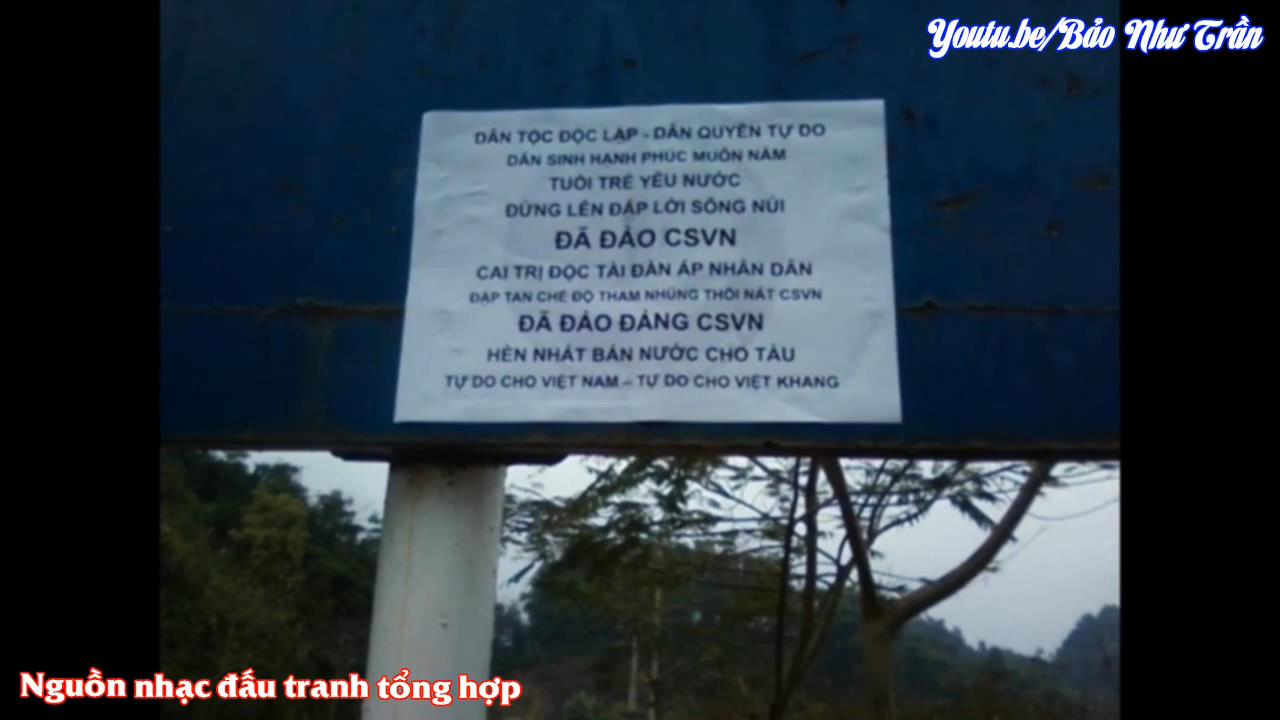 Youtu.be/Bảo Như Trần
DÂN TỘC ĐỘC LẬP - DÂN QUYỀN TỰ DO
DÂN SINH HẠNH PHÚC MUÔN NĂM
TUỔI TRẺ YÊU NƯỚC
ĐỨNG LÊN ĐÁP LỜI SÔNG NÚI
ĐÃ ĐẢO CSVN
CAI TRỊ ĐỘC TÀI ĐÀN ÁP NHÂN DÂN
ĐẬP TAN CHẾ ĐỘ THAM NHŨNG THỐI NÁT CSVN
ĐÃ ĐẢO ĐẢNG CSVN
HÈN NHÁT BÁN NƯỚC CHO TÀU
TỰ DO CHO VIỆT NAM – TỰ DO CHO VIỆT KHANG
Nguồn nhạc đấu tranh tổng hợp